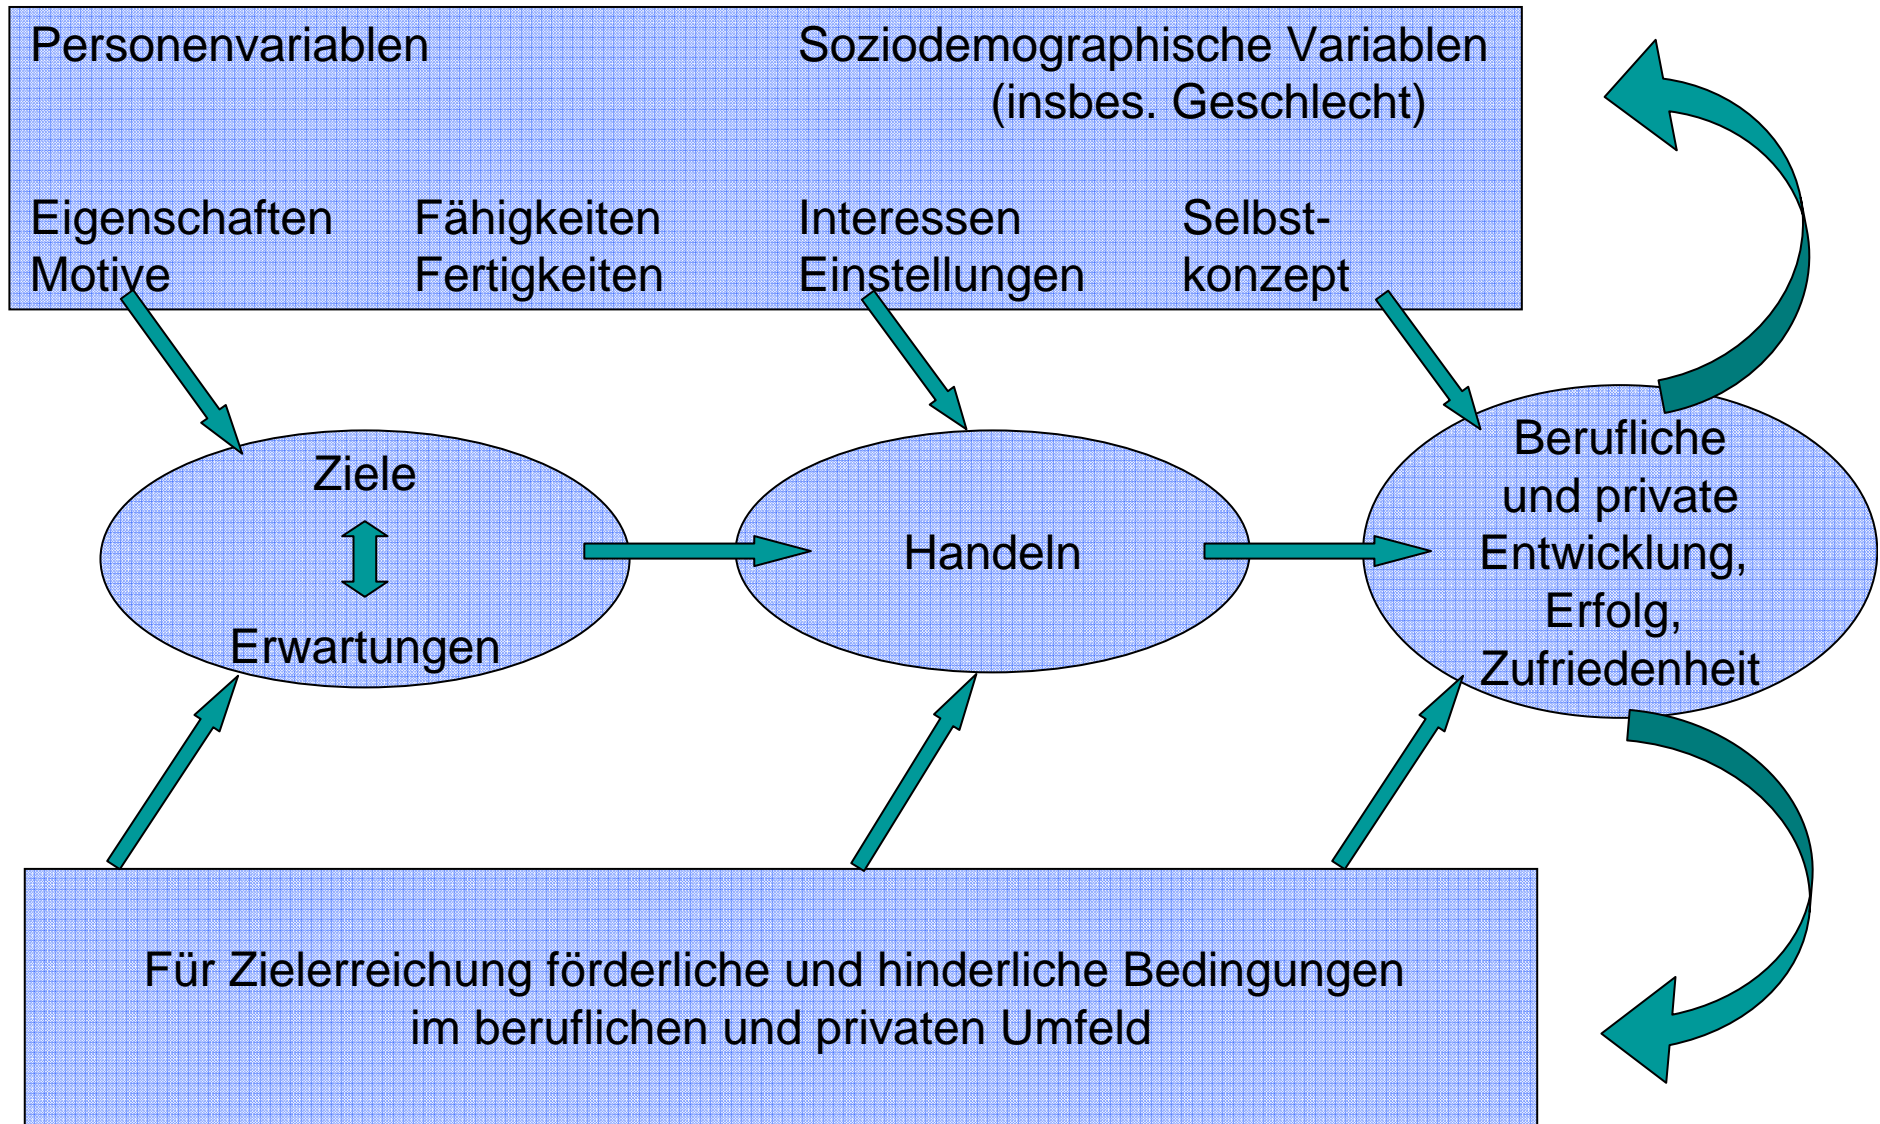 Personenvariablen
Soziodemographische Variablen
(insbes. Geschlecht)
Eigenschaften
Motive
Fähigkeiten
Fertigkeiten
Interessen
Einstellungen
Selbst-
konzept
Ziele
Erwartungen
Handeln
Berufliche
und private
Entwicklung,
Erfolg,
Zufriedenheit
Für Zielerreichung förderliche und hinderliche Bedingungen
im beruflichen und privaten Umfeld